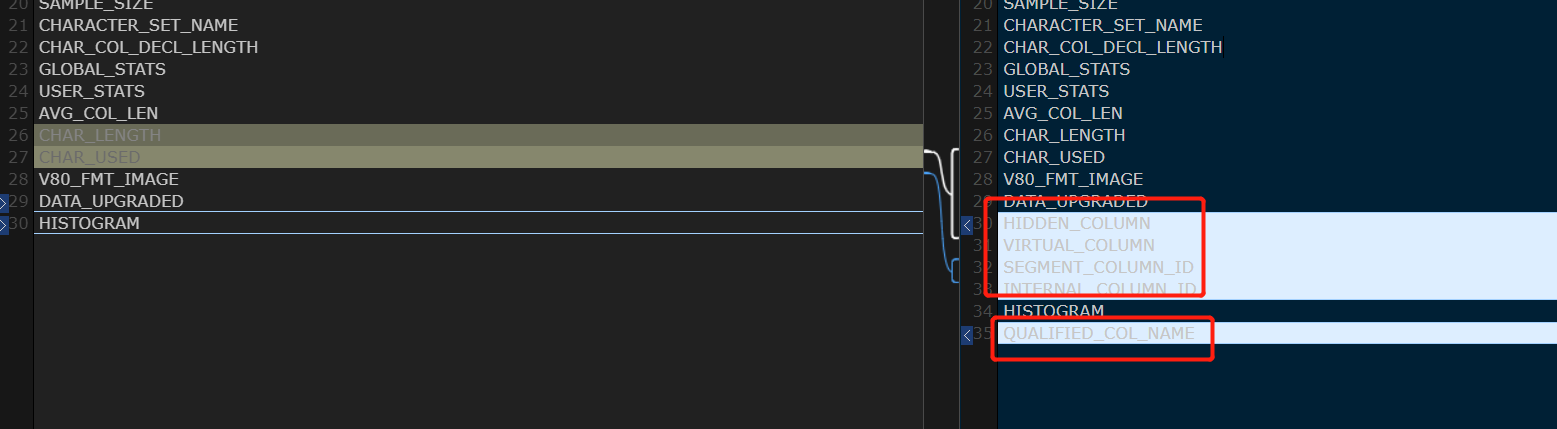 20 SAMPLE_SIZE
21 CHARACTER_SET_NAME
22 CHAR_COL_DECL_LENGTH
23 GLOBAL_STATS
24 USER_STATS
25 AVG_COL_LEN
26 CHAR_LENGTH
27 CHAR_USED
28 V80_FMT_IMAGE
29 DATA_UPGRADED
30 HISTOGRAM
20 SAMPLE_SIZE
21 CHARACTER_SET_NAME
22 CHAR_COL_DECL_LENGTH
23 GLOBAL_STATS
24 USER_STATS
25 AVG_COL_LEN
26 CHAR_LENGTH
27 CHAR_USED
28 V80_FMT_IMAGE
29 DATA_UPGRADED
30 HIDDEN_COLUMN
31 VIRTUAL_COLUMN
32 SEGMENT_COLUMN_ID
33 INTERNAL_COLUMN_ID
34 HISTOGRAM
35 QUALIFIED_COL_NAME